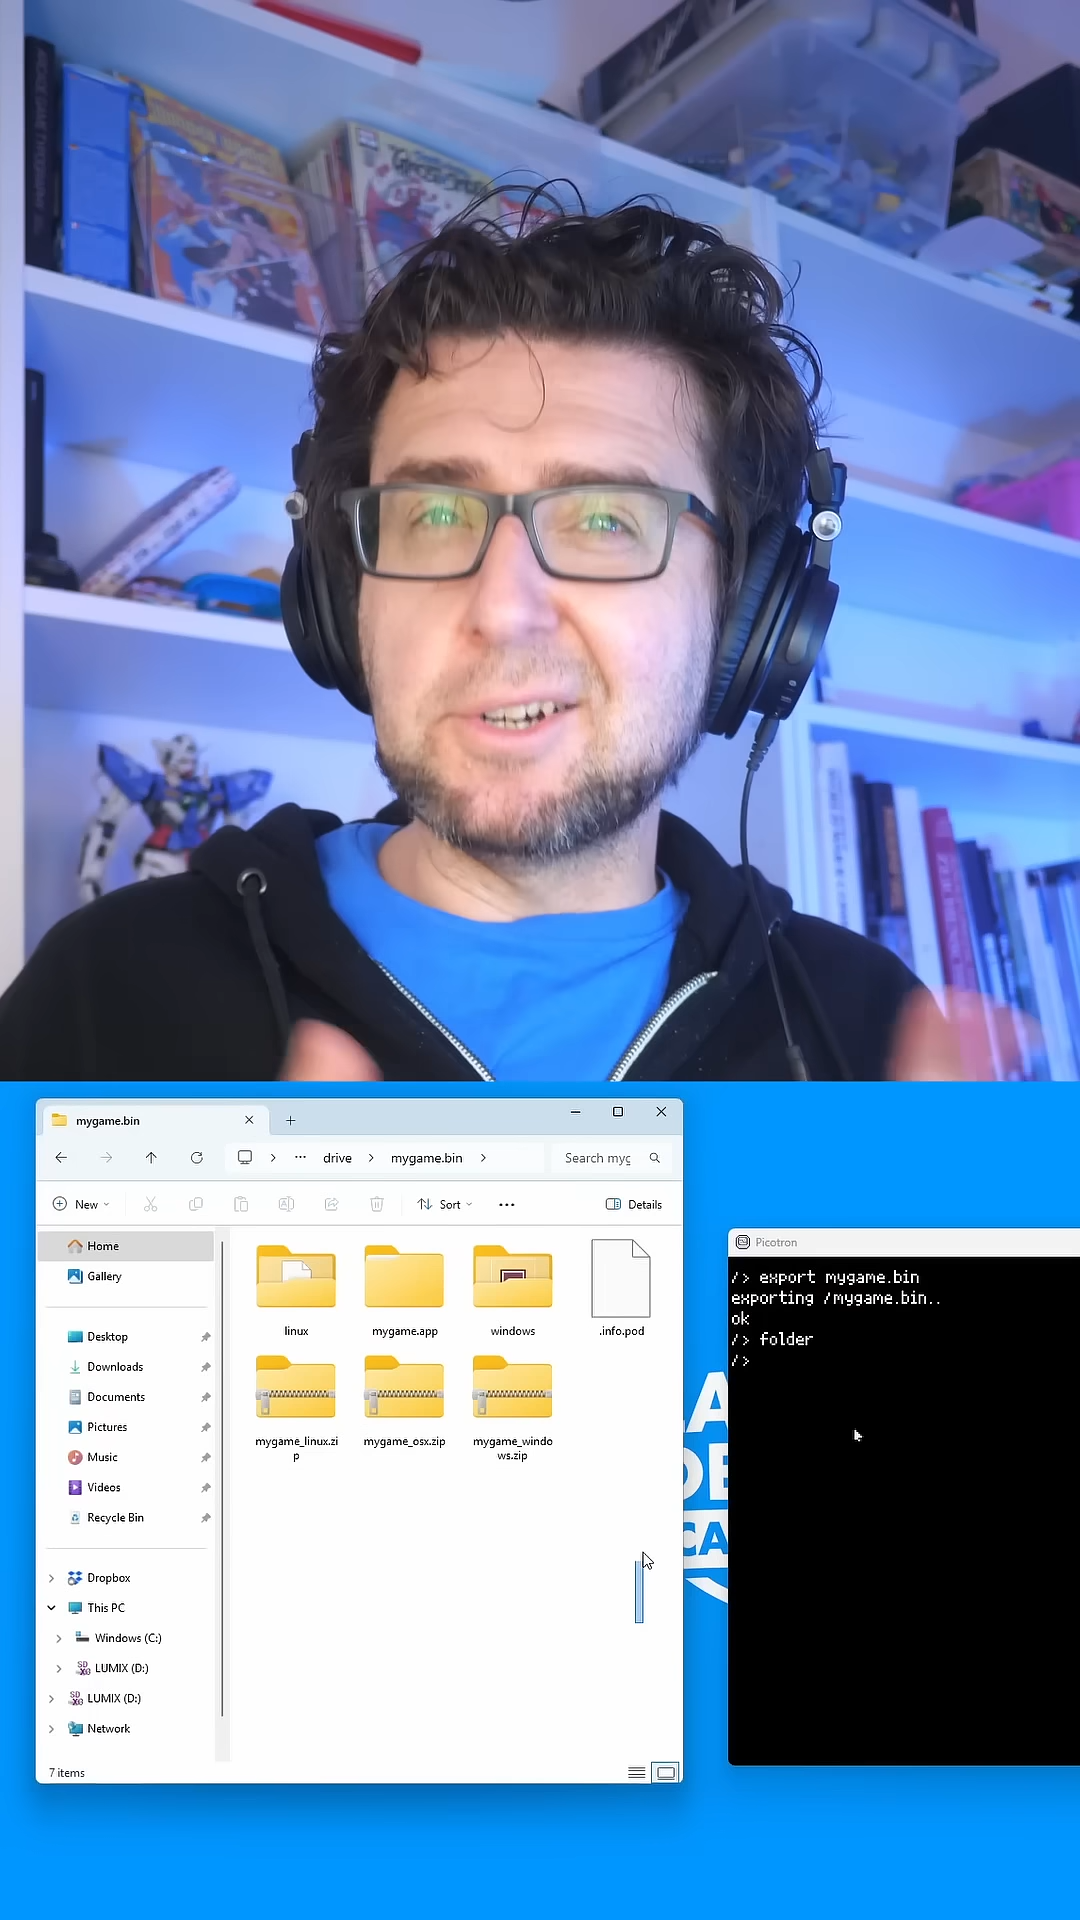 mygame.bin
drive
mygame.bin
Search myg
New
Sort
Details
Home
Gallery
Desktop
Downloads
Documents
Pictures
Music
Videos
Recycle Bin
Dropbox
This PC
Windows (C:)
LUMIX (D:)
LUMIX (D:)
Network
linux
mygame.app
windows
.info.pod
mygame_linux.zi
p
mygame_osx.zip
mygame_windo
ws.zip
7 items
Picotron
/> export mygame.bin
exporting /mygame.bin..
ok
/> folder
/>